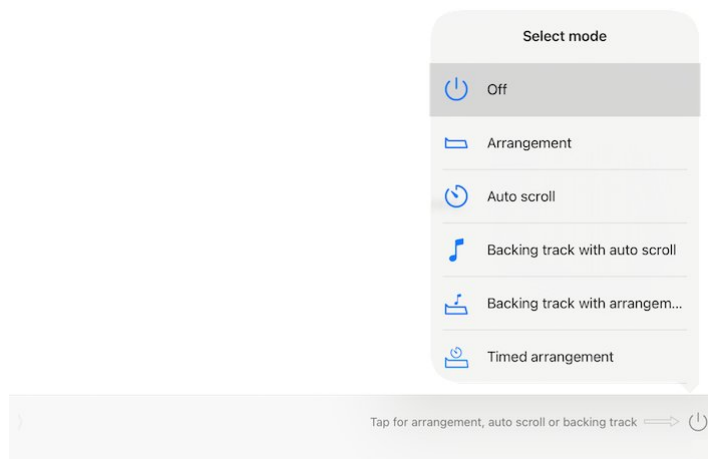 Select mode
Off
Arrangement
Auto scroll
Backing track with auto scroll
Backing track with arrangem...
Timed arrangement
Tap for arrangement, auto scroll or backing track